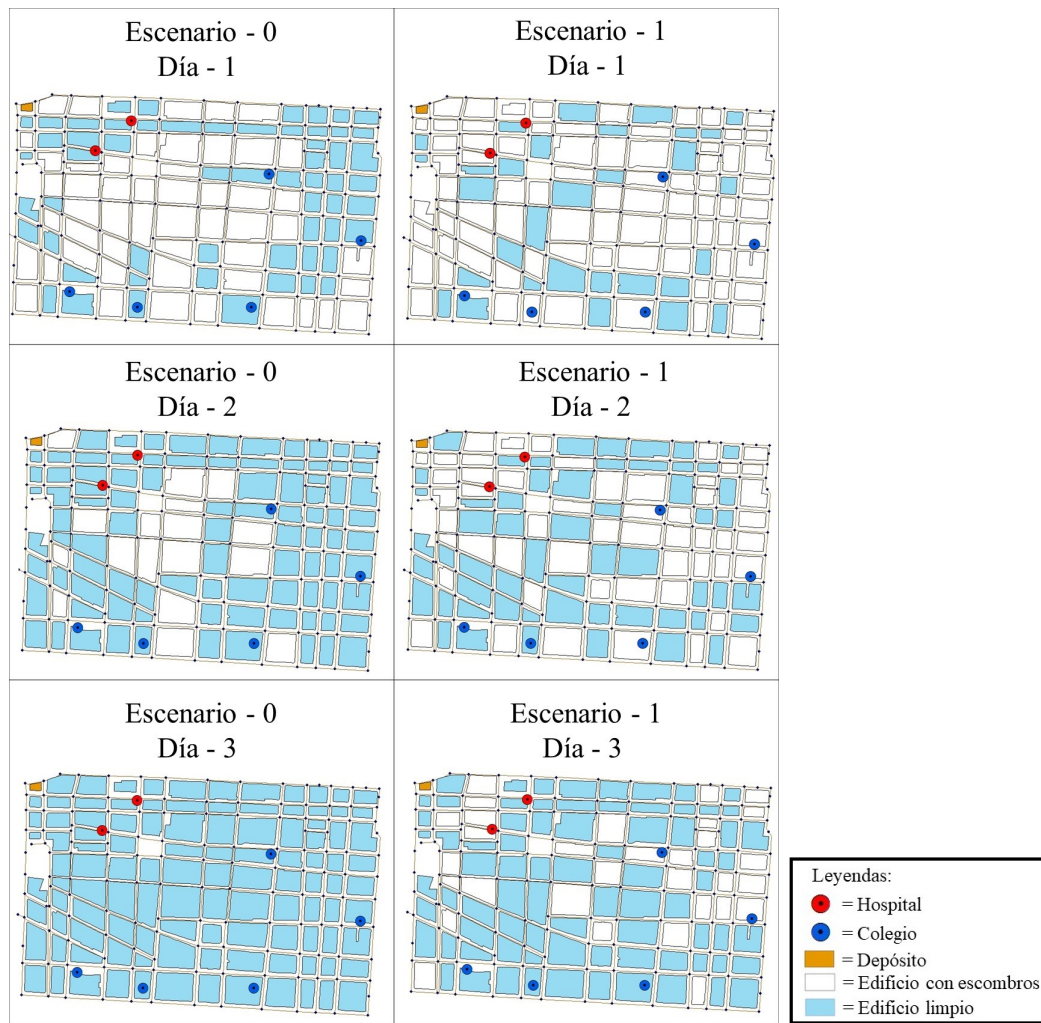 Escenario - 0
Día - 1
Escenario - 1
Día - 1
Escenario - 0
Día - 2
Escenario - 1
Día - 2
Escenario - 0
Día - 3
Escenario - 1
Día - 3
Leyendas:
= Hospital
= Colegio
= Depósito
= Edificio con escombros
= Edificio limpio